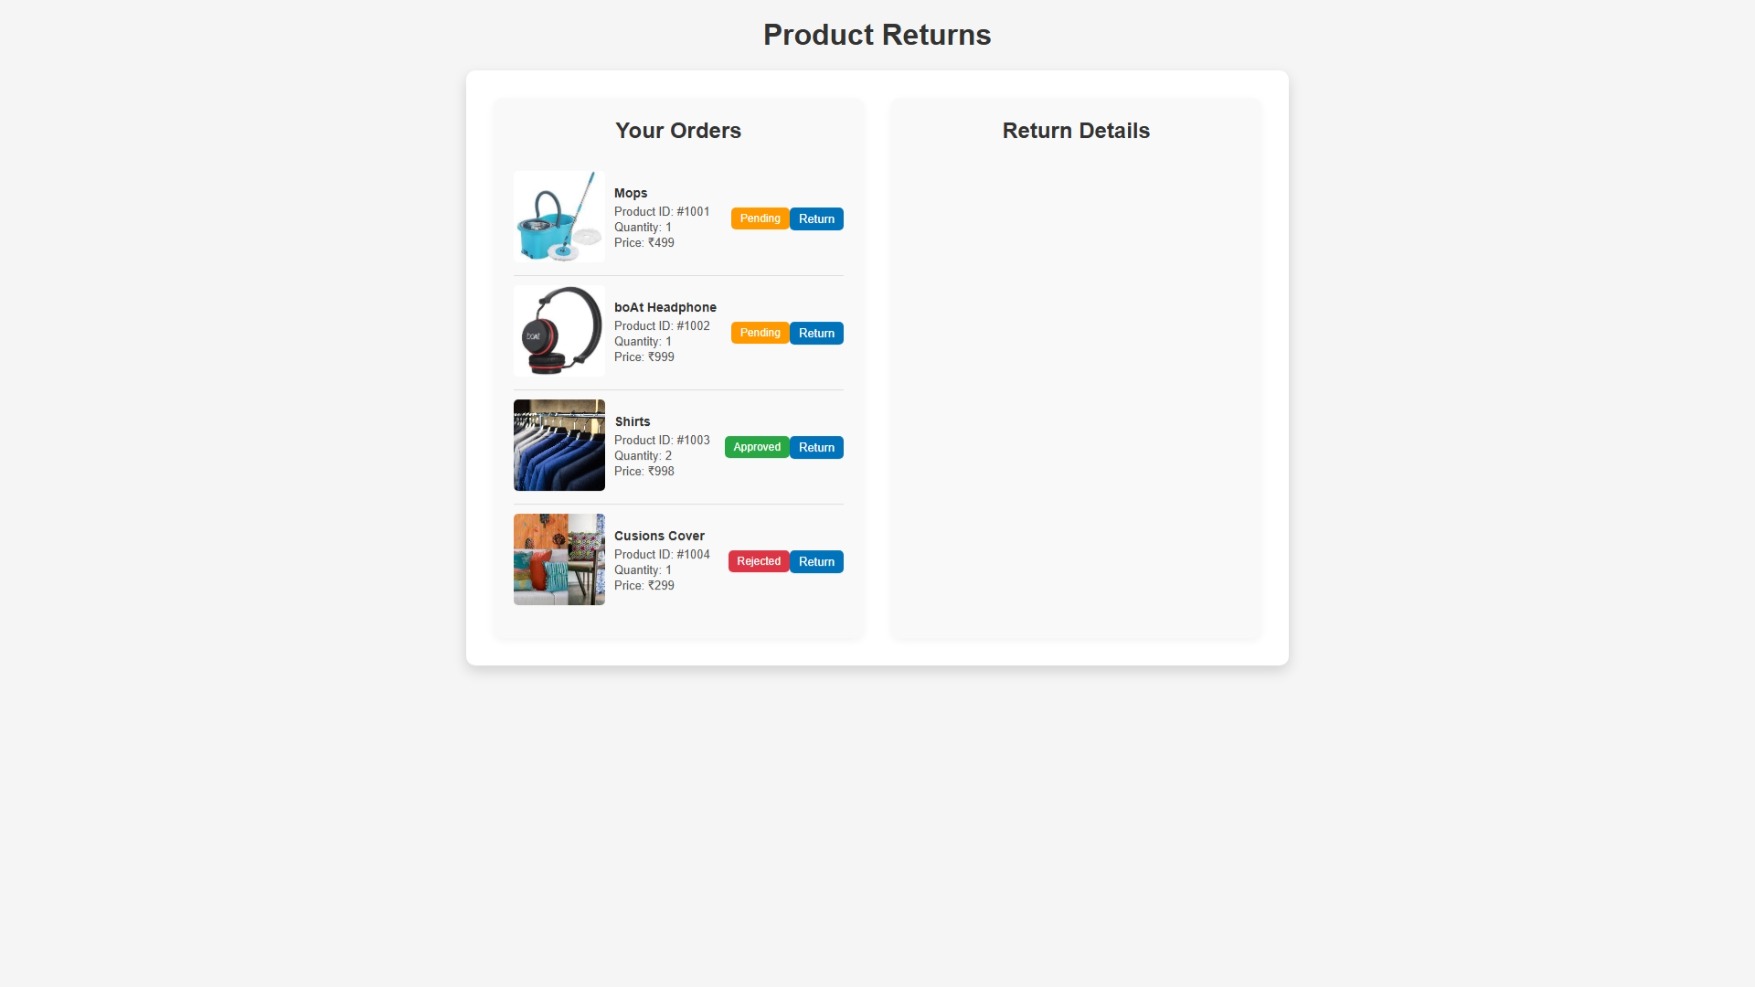 Product Returns
Your Orders
Mops
Product ID: #1001
Quantity: 1
Price: ₹499
Pending
Return
boAt Headphone
Product ID: #1002
Quantity: 1
Price: ₹999
Pending
Return
boAt
Shirts
Product ID: #1003
Quantity: 2
Price: ₹998
Approved
Return
Cusions Cover
Product ID: #1004
Quantity: 1
Price: ₹299
Rejected
Return
Return Details